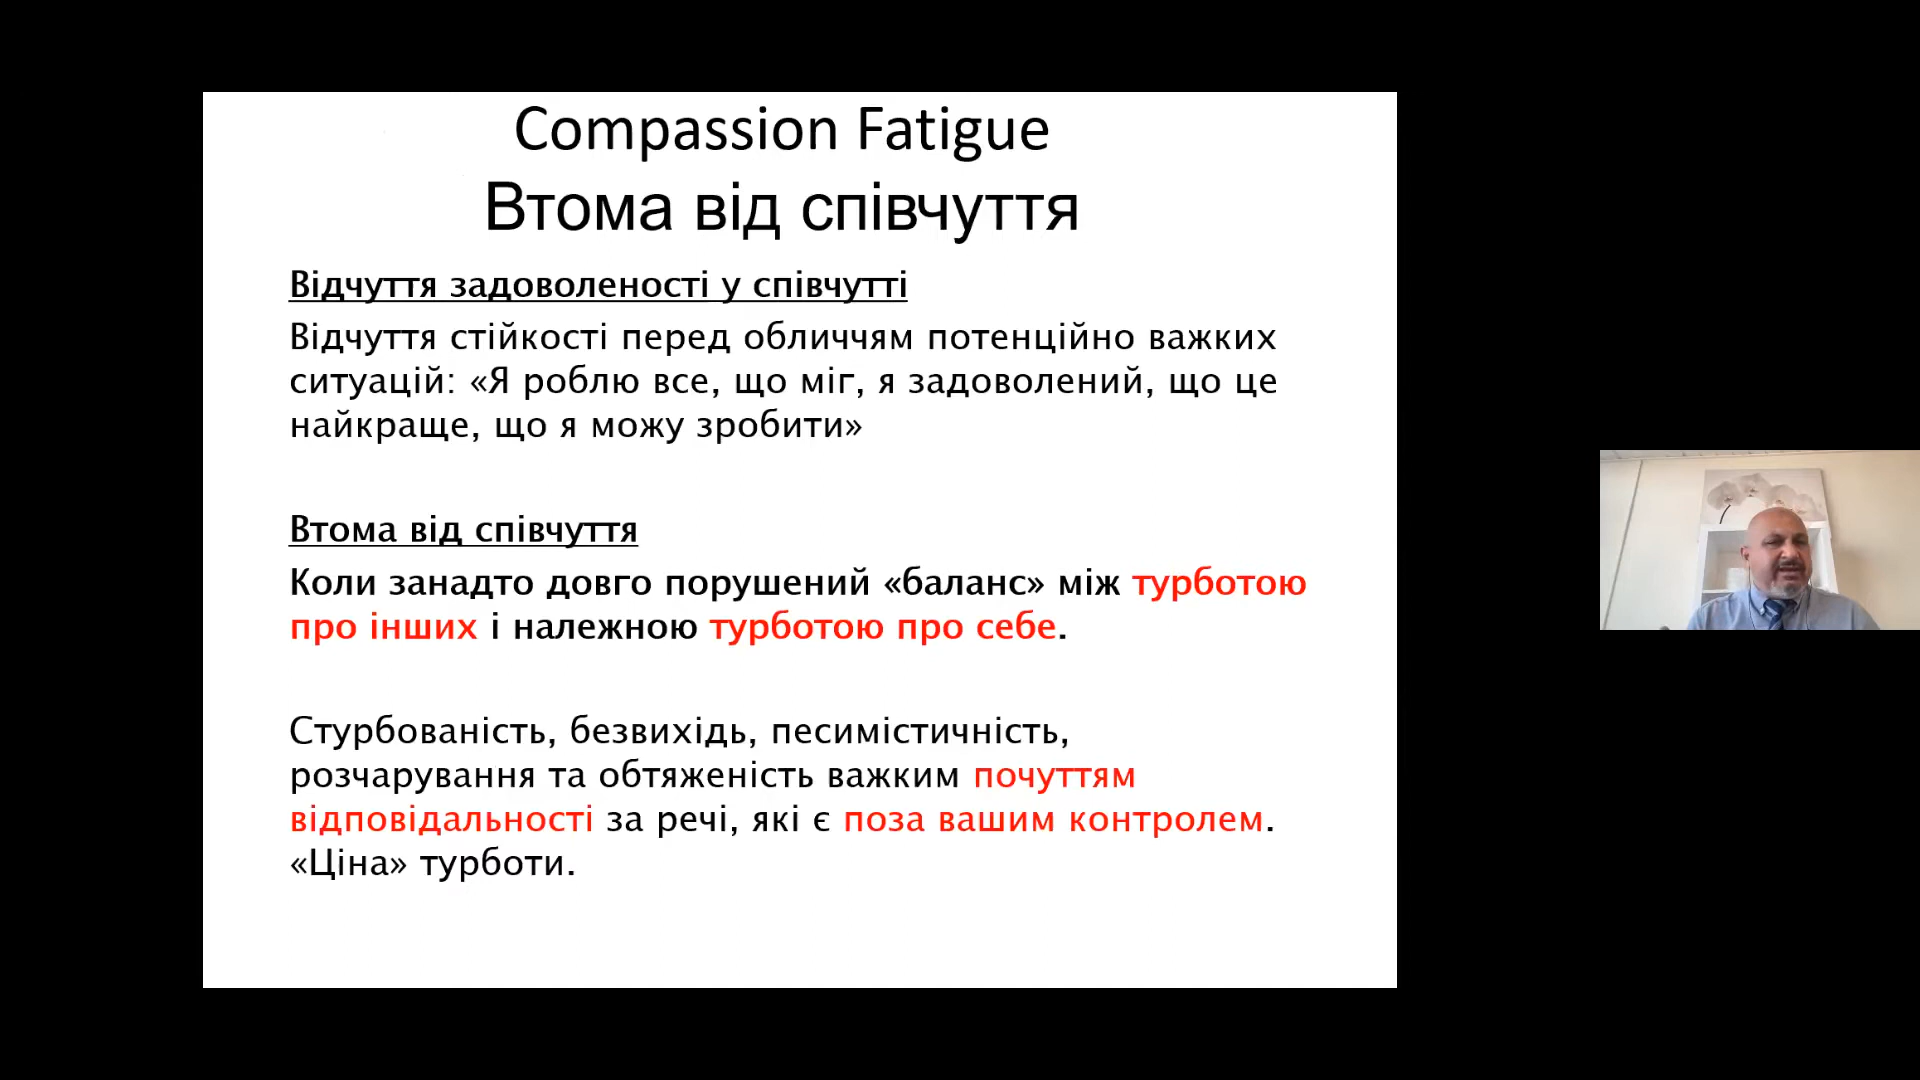 Compassion Fatigue
Втома від співчуття
Відчуття задоволеності у співчутті
Відчуття стійкості перед обличчям потенційно важких
ситуацій: «Я роблю все, що міг, я задоволений, що це
найкраще, що я можу зробити»
Втома від співчуття
Коли занадто довго порушений «баланс» між турботою
про інших і належною турботою про себе.
Стурбованість, безвихідь, песимістичність,
розчарування та обтяженість важким почуттям
відповідальності за речі, які є поза вашим контролем.
«Ціна» турботи.